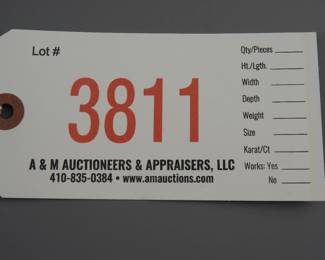 Lot #
3811
A & M AUCTIONEERS & APPRAISERS, LLC
410-835-0384 • www.amauctions.com
Qty/Pieces
Ht./Lgth.
Width
Depth
Weight
Size
Karat/Ct
Works: Yes
No